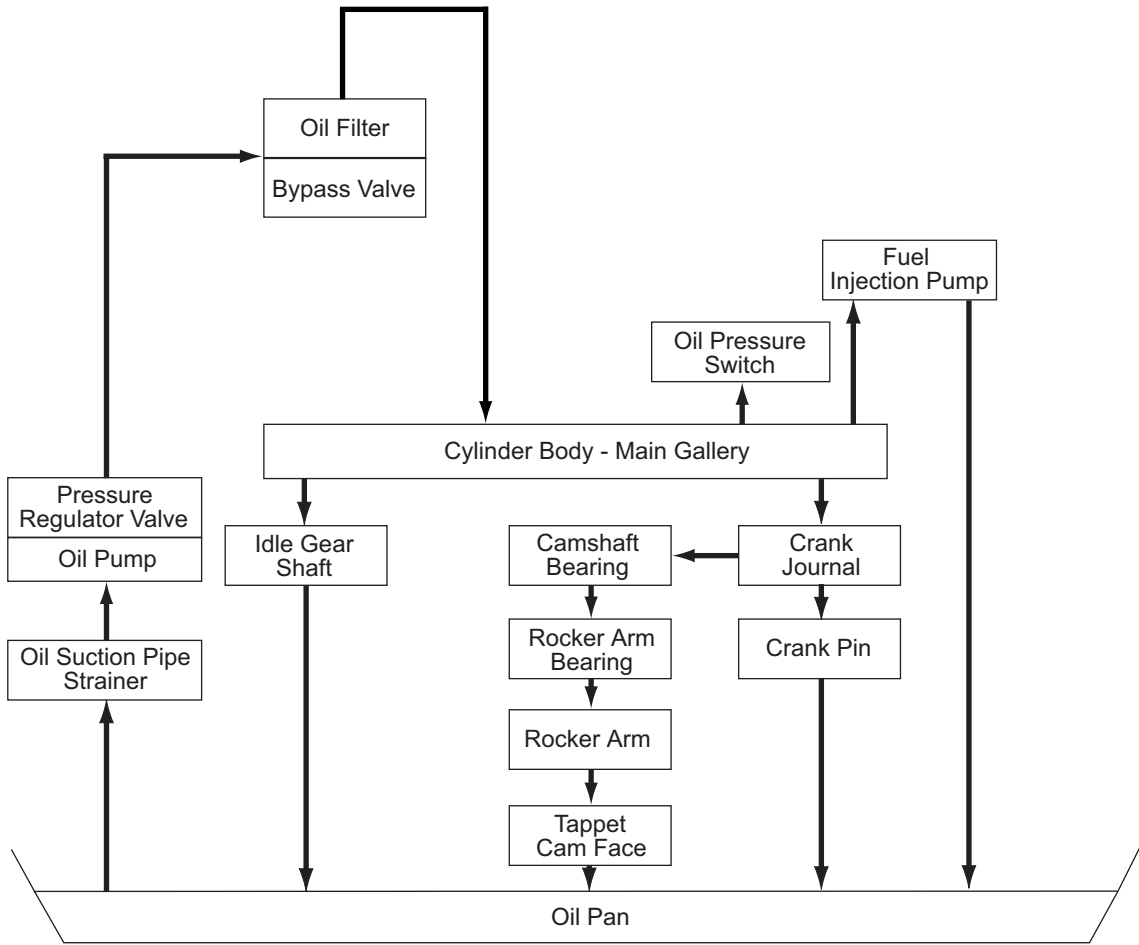 Oil Filter
Bypass Valve
Fuel
Injection Pump
Oil Pressure
Switch
Cylinder Body - Main Gallery
Pressure
Regulator Valve
Oil Pump
Idle Gear
Shaft
Camshaft
Bearing
Crank
Journal
Oil Suction Pipe
Strainer
Rocker Arm
Bearing
Crank Pin
Rocker Arm
Tappet
Cam Face
Oil Pan